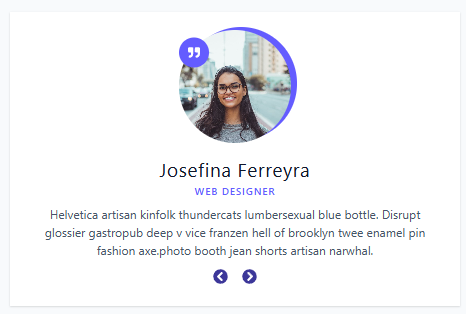 Josefina Ferreyra
WEB DESIGNER
Helvetica artisan kinfolk thundercats lumbersexual blue bottle. Disrupt
glossier gastropub deep v vice franzen hell of brooklyn twee enamel pin
fashion axe.photo booth jean shorts artisan narwhal.